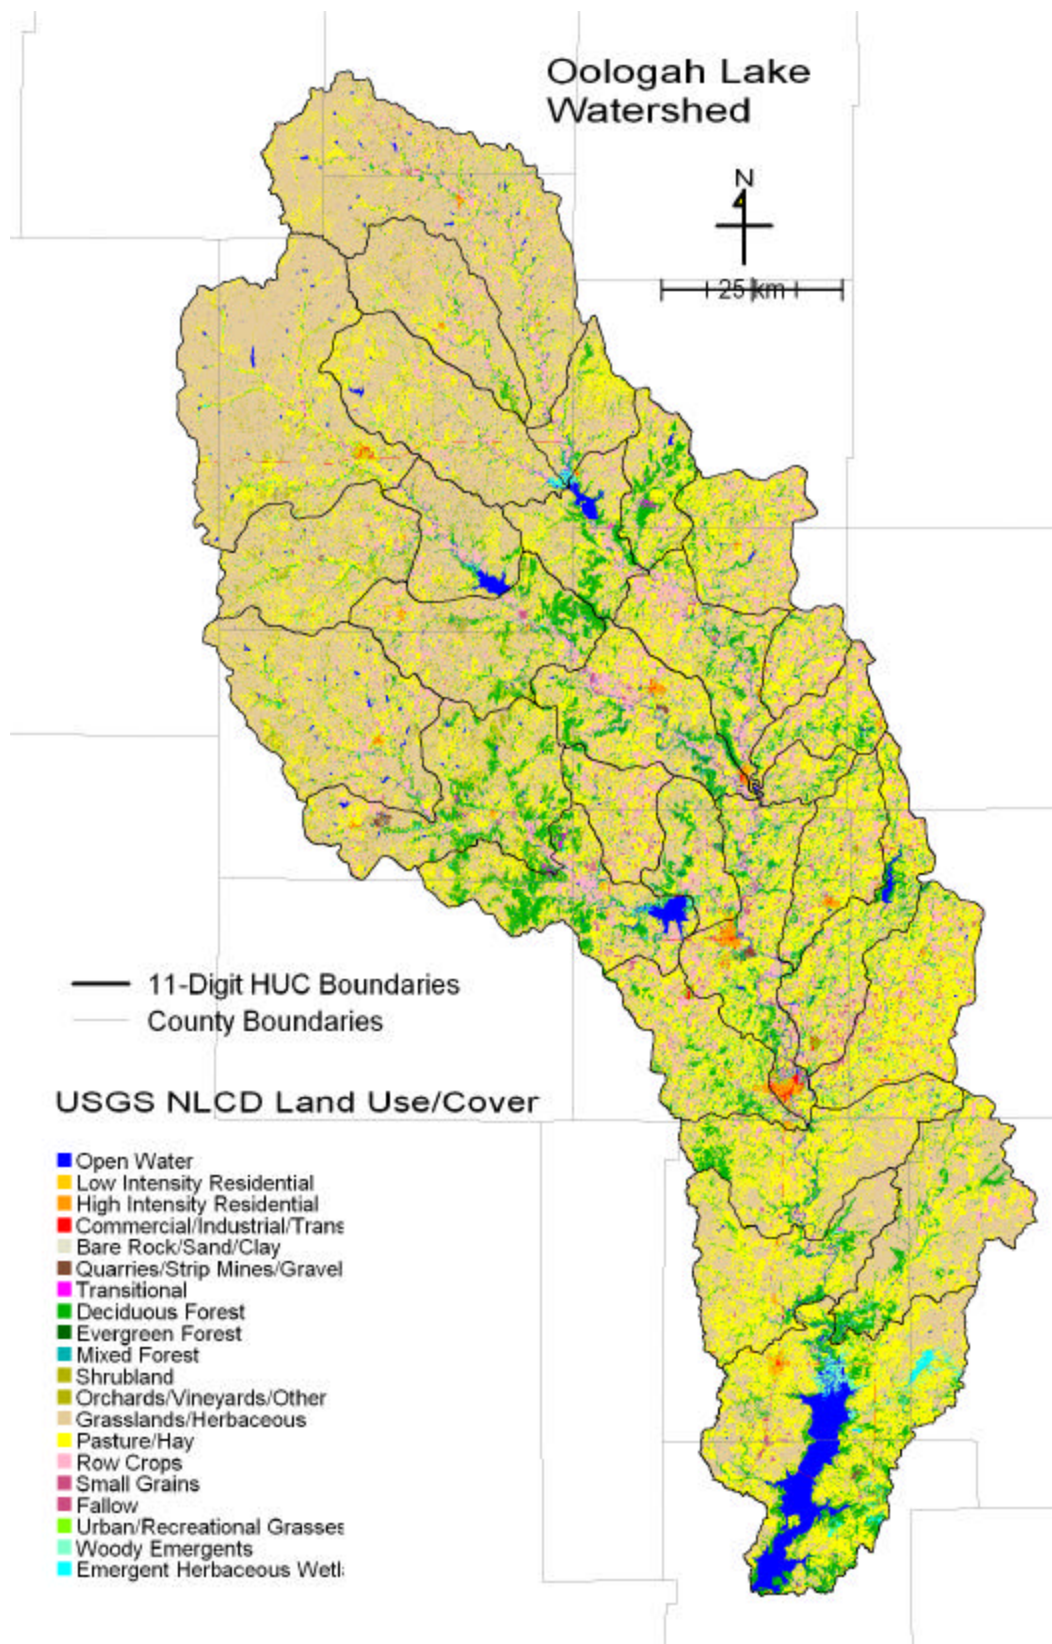 Oologah Lake
Watershed
N
25 km
11-Digit HUC Boundaries
County Boundaries
USGS NLCD Land Use/Cover
Open Water
Low Intensity Residential
High Intensity Residential
Commercial/Industrial/Trans
Bare Rock/Sand/Clay
Quarries/Strip Mines/Gravel
Transitional
Deciduous Forest
Evergreen Forest
Mixed Forest
Shrubland
Orchards/Vineyards/Other
Grasslands/Herbaceous
Pasture/Hay
Row Crops
Small Grains
Fallow
Urban/Recreational Grasses
Woody Emergents
Emergent Herbaceous Wetl